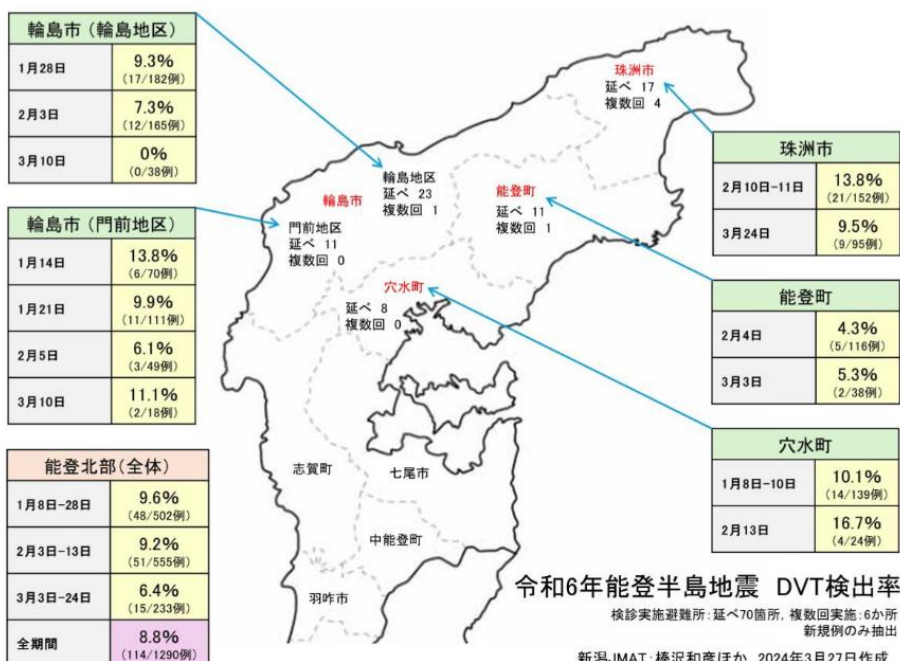 輪島市（輪島地区）
1月28日 9.3%
(17/182例)
2月3日 7.3%
(12/165例)
3月10日 0%
(0/38例)
輪島市（門前地区）
1月14日 13.8%
(6/70例)
1月21日 9.9%
(11/111例)
2月5日 6.1%
(3/49例)
3月10日 11.1%
(2/18例)
能登北部（全体）
1月8日-28日 9.6%
(48/502例)
2月3日-13日 9.2%
(51/555例)
3月3日-24日 6.4%
(15/233例)
全期間 8.8%
(114/1290例)
珠洲市
延べ 17
複数回 4
輪島地区
延べ 23
複数回 1
輪島市
能登町
延べ 11
複数回 1
門前地区
延べ 11
複数回 0
穴水町
延べ 8
複数回 0
志賀町
七尾市
中能登町
羽咋市
珠洲市
2月10日-11日 13.8%
(21/152例)
3月24日 9.5%
(9/95例)
能登町
2月4日 4.3%
(5/116例)
3月3日 5.3%
(2/38例)
穴水町
1月8日-10日 10.1%
(14/139例)
2月13日 16.7%
(4/24例)
令和6年能登半島地震 DVT検出率
検診実施避難所：延べ70箇所，複数回実施：6か所
新規例のみ抽出
新潟JMAT：榛沢和彦ほか 2024年3月27日作成